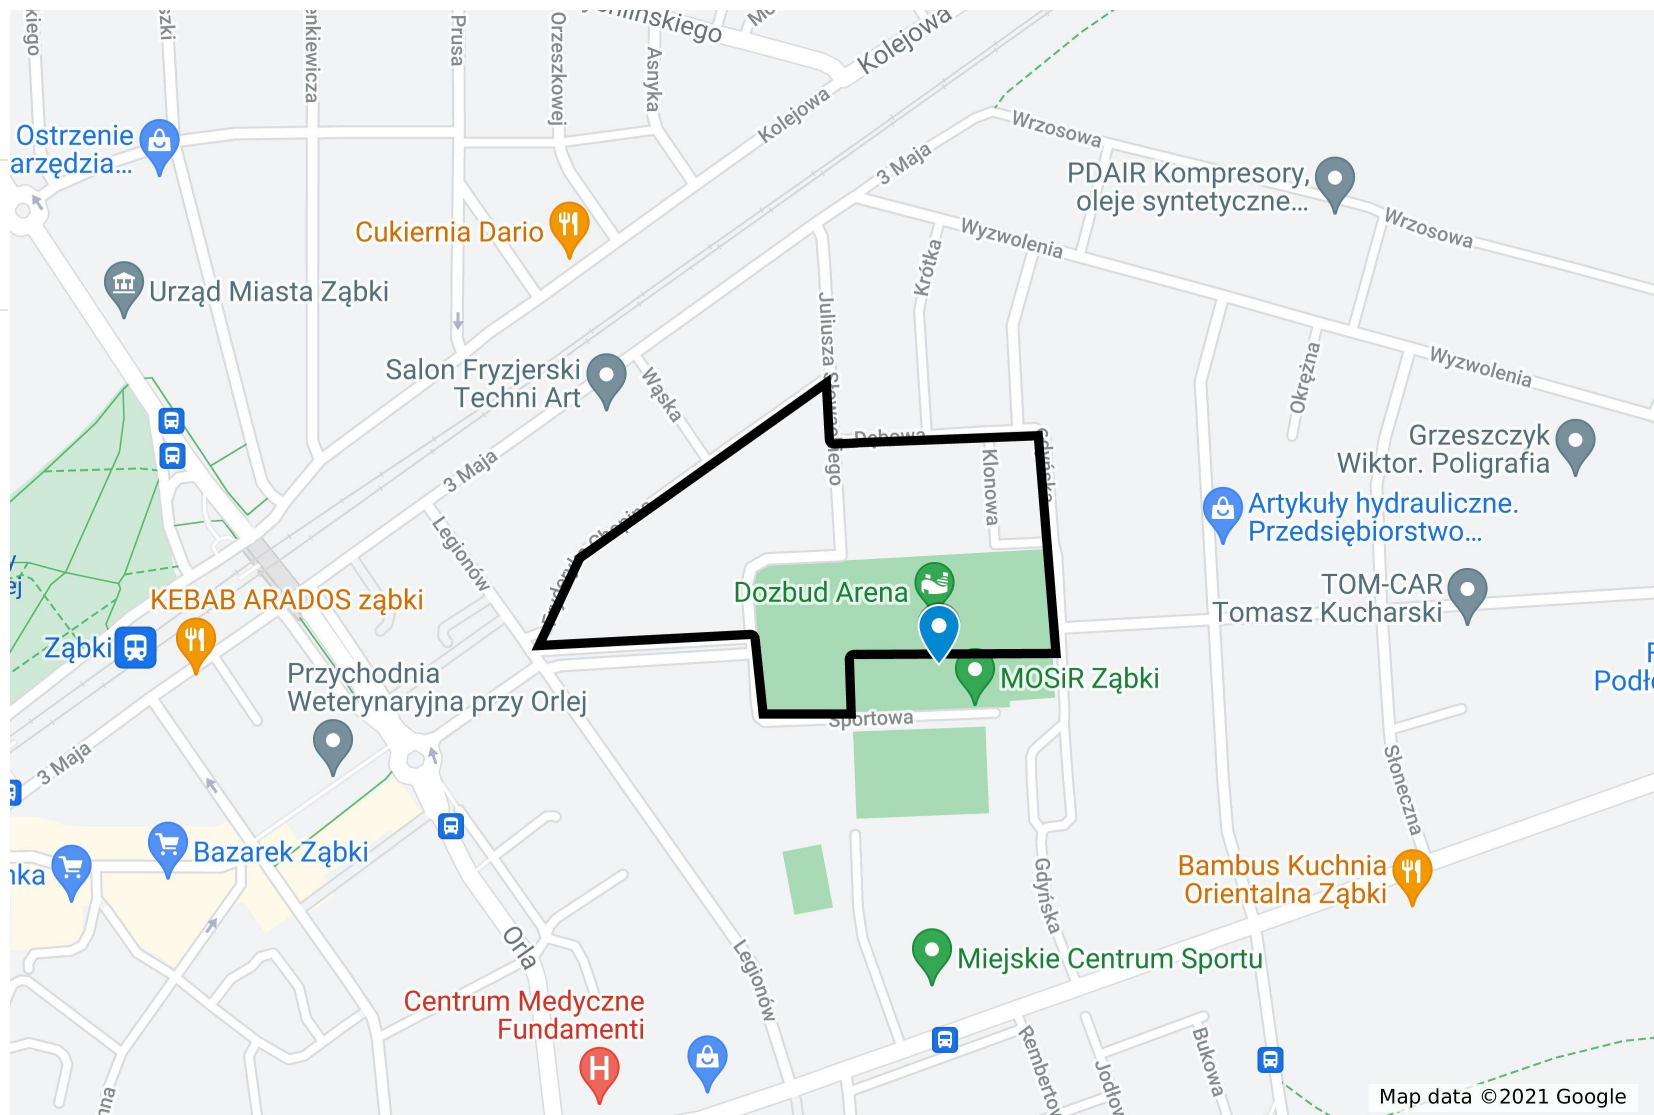 Kolejowa
Prusa
Orzeszkowej
Asnyka
Kolejowa
Ostrzenie
arzędzia...
Wrzosowa
3 Maja
PDAIR Kompresory,
oleje syntetyczne...
Cukiernia Dario
Wyzwolenia
Wrzosowa
Krótka
Urząd Miasta Ząbki
Salon Fryzjerski
Techni Art
Wąska
Okrężna
Wyzwolenia
Grzeszczyk
Wiktor. Poligrafia
3 Maja
Klonowa
Legionów
Artykuły hydrauliczne.
Przedsiębiorstwo...
Dozbud Arena
TOM-CAR
Tomasz Kucharski
KEBAB ARADOS ząbki
Ząbki
Przychodnia
Weterynaryjna przy Orlej
MOSiR Ząbki
Sportowa
3 Maja
Słoneczna
Bazarek Ząbki
nka
Gdyńska
Bambus Kuchnia
Orientalna Ząbki
Orla
Legionów
Miejskie Centrum Sportu
Centrum Medyczne
Fundamenti
H
Bukowa
Map data ©2021 Google